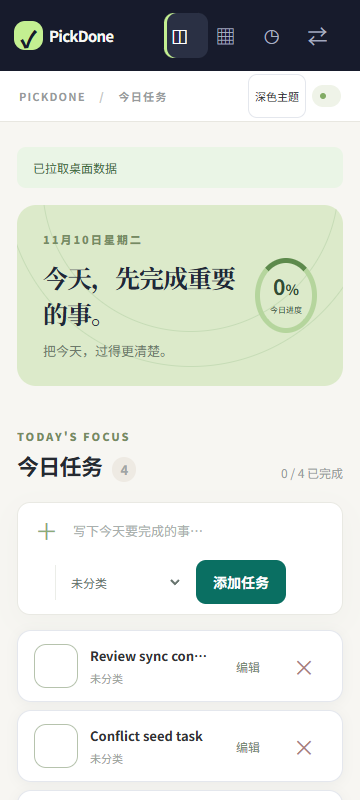 PickDone
PICKDONE / 今日任务
深色主题
已拉取桌面数据
11月10日星期二
今天，先完成重要
的事。
把今天，过得更清楚。
0%
今日进度
TODAY'S FOCUS
今日任务 4
0 / 4 已完成
写下今天要完成的事…
未分类
添加任务
Review sync con…
未分类
编辑
Conflict seed task
未分类
编辑